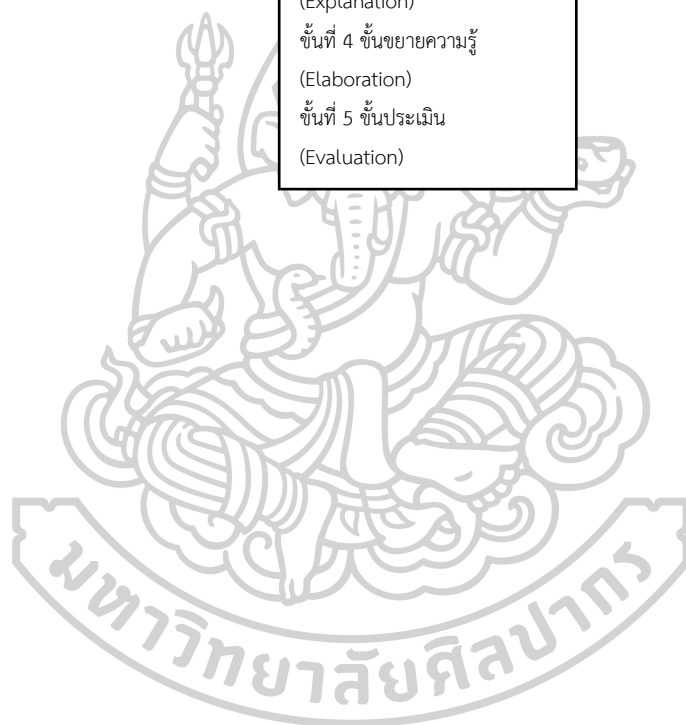 (Explanation)
ขั้นที่ 4 ขั้นขยายความรู้
(Elaboration)
ขั้นที่ 5 ขั้นประเมิน
(Evaluation)
มหาวิทยาลัยศิลปากร